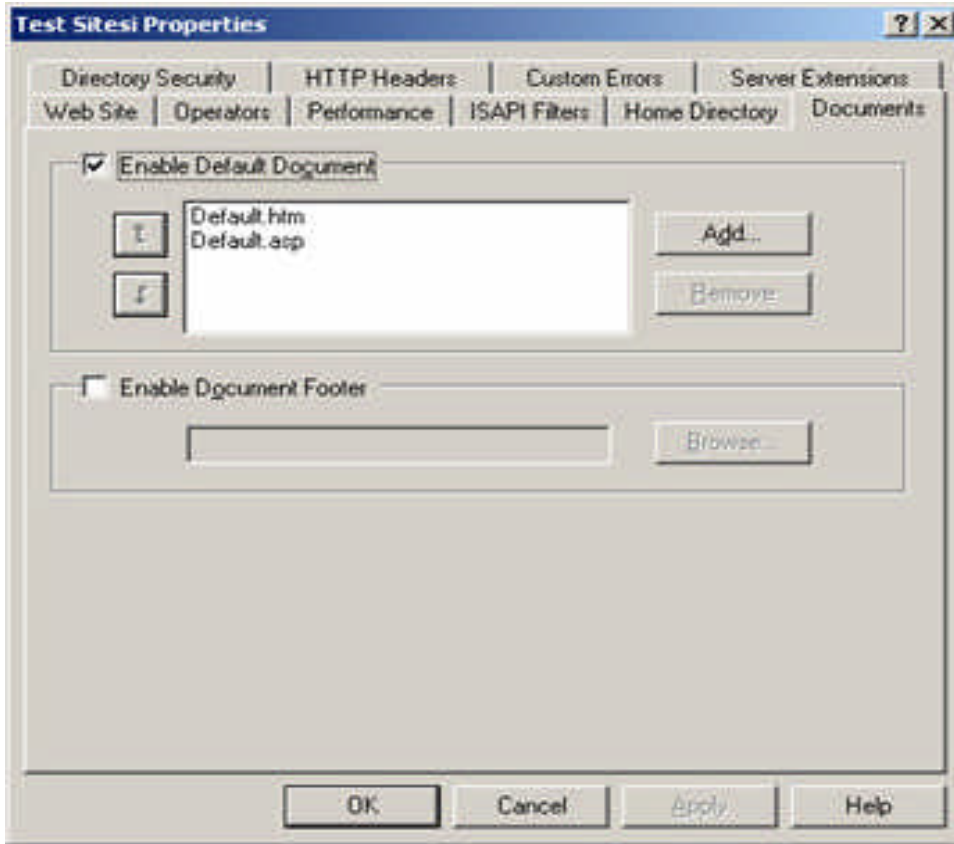 Test Sitesi Properties
Directory Security HTTP Headers Custom Errors Server Extensions
Web Site Operators Performance ISAPI Filters Home Directory Documents
Enable Default Document
Default.htm
Default.asp
Add...
Remove
Enable Document Footer
Browse...
OK Cancel Apply Help